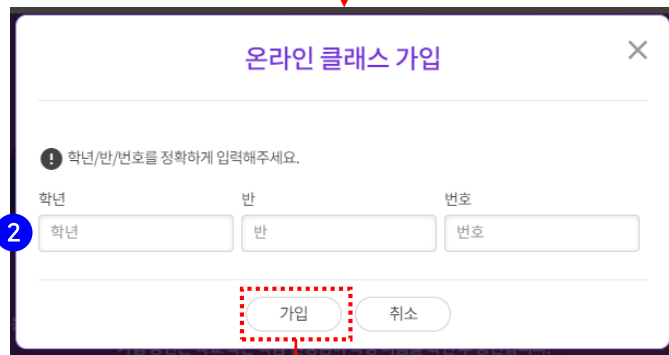 온라인 클래스 가입
학년/반/번호를 정확하게 입력해주세요.
학년 반 번호
2 학년 반 번호
가입 취소